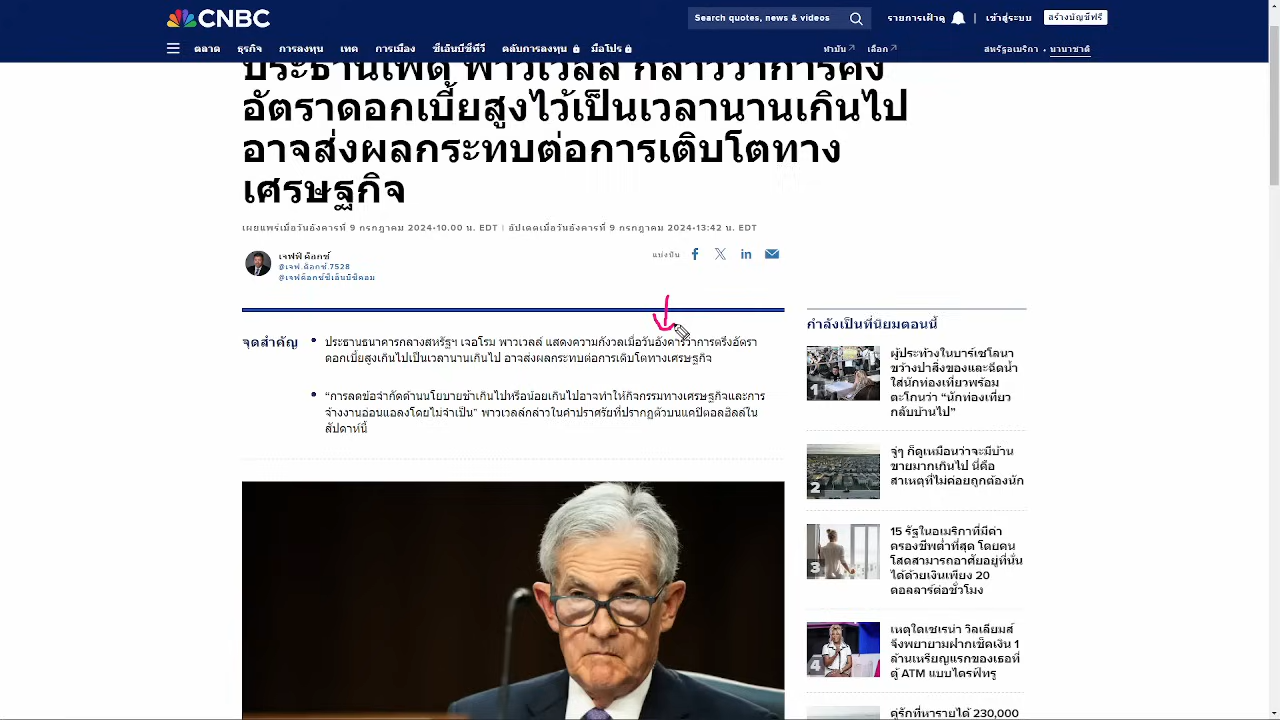 CNBC
Search quotes, news & videos
รายการเฝ้าดู
เข้าสู่ระบบ
สร้างบัญชีฟรี
ตลาด ธุรกิจ การลงทุน เทค การเมือง ซีเอ็นบีซีทีวี คลับการลงทุน มือโปร
ทำมัน เลือก สหรัฐอเมริกา • นานาชาติ
ประธานเฟด พาวเวลล์ กล่าวว่าการคง
อัตราดอกเบี้ยสูงไว้เป็นเวลานานเกินไป
อาจส่งผลกระทบต่อการเติบโตทาง
เศรษฐกิจ
เผยแพร่เมื่อวันอังคารที่ 9 กรกฎาคม 2024•10.00 น. EDT | อัปเดตเมื่อวันอังคารที่ 9 กรกฎาคม 2024•13:42 น. EDT
เจฟฟ์ ค็อกซ์
@เจฟ.ค็อกซ์.7528
@เจฟค็อกซ์ซีเอ็นบีซีคอม
แบ่งปัน
จุดสำคัญ
ประธานธนาคารกลางสหรัฐฯ เจอโรม พาวเวลล์ แสดงความกังวลเมื่อวันอังคารว่าการตรึงอัตรา
ดอกเบี้ยสูงเกินไปเป็นเวลานานเกินไป อาจส่งผลกระทบต่อการเติบโตทางเศรษฐกิจ
“การลดข้อจำกัดด้านนโยบายช้าเกินไปหรือน้อยเกินไปอาจทำให้กิจกรรมทางเศรษฐกิจและการ
จ้างงานอ่อนแอลงโดยไม่จำเป็น” พาวเวลล์กล่าวในคำปราศรัยที่ปรากฏตัวบนแคปิตอลฮิลล์ใน
สัปดาห์นี้
กำลังเป็นที่นิยมตอนนี้
1
ผู้ประท้วงในบาร์เซโลนา
ขว้างปาสิ่งของและฉีดน้ำ
ใส่นักท่องเที่ยวพร้อม
ตะโกนว่า “นักท่องเที่ยว
กลับบ้านไป”
2
จู่ๆ ก็ดูเหมือนว่าจะมีบ้าน
ขายมากเกินไป นี่คือ
สาเหตุที่ไม่ค่อยถูกต้องนัก
3
15 รัฐในอเมริกาที่มีค่า
ครองชีพต่ำที่สุด โดยคน
โสดสามารถอาศัยอยู่ที่นั่น
ได้ด้วยเงินเพียง 20
ดอลลาร์ต่อชั่วโมง
4
เหตุใดเซเรน่า วิลเลียมส์
จึงพยายามฝากเช็คเงิน 1
ล้านเหรียญแรกของเธอที่
ตู้ ATM แบบไดรฟ์ทรู
คู่รักที่หารายได้ 230,000